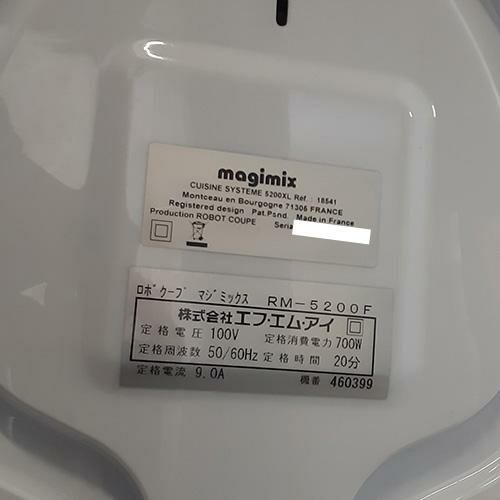 magimix
CUISINE SYSTEME 5200XL Réf. : 18541
Montceau en Bourgogne 71306 FRANCE
Registered design Pat.Pend. Made in France
Production ROBOT COUPE Serial
ロボクープ マジミックス RM-5200F
株式会社エフ・エム・アイ
定格電圧 100V 定格消費電力 700W
定格周波数 50/60Hz 定格時間 20分
定格電流 9.0A 機番 460399